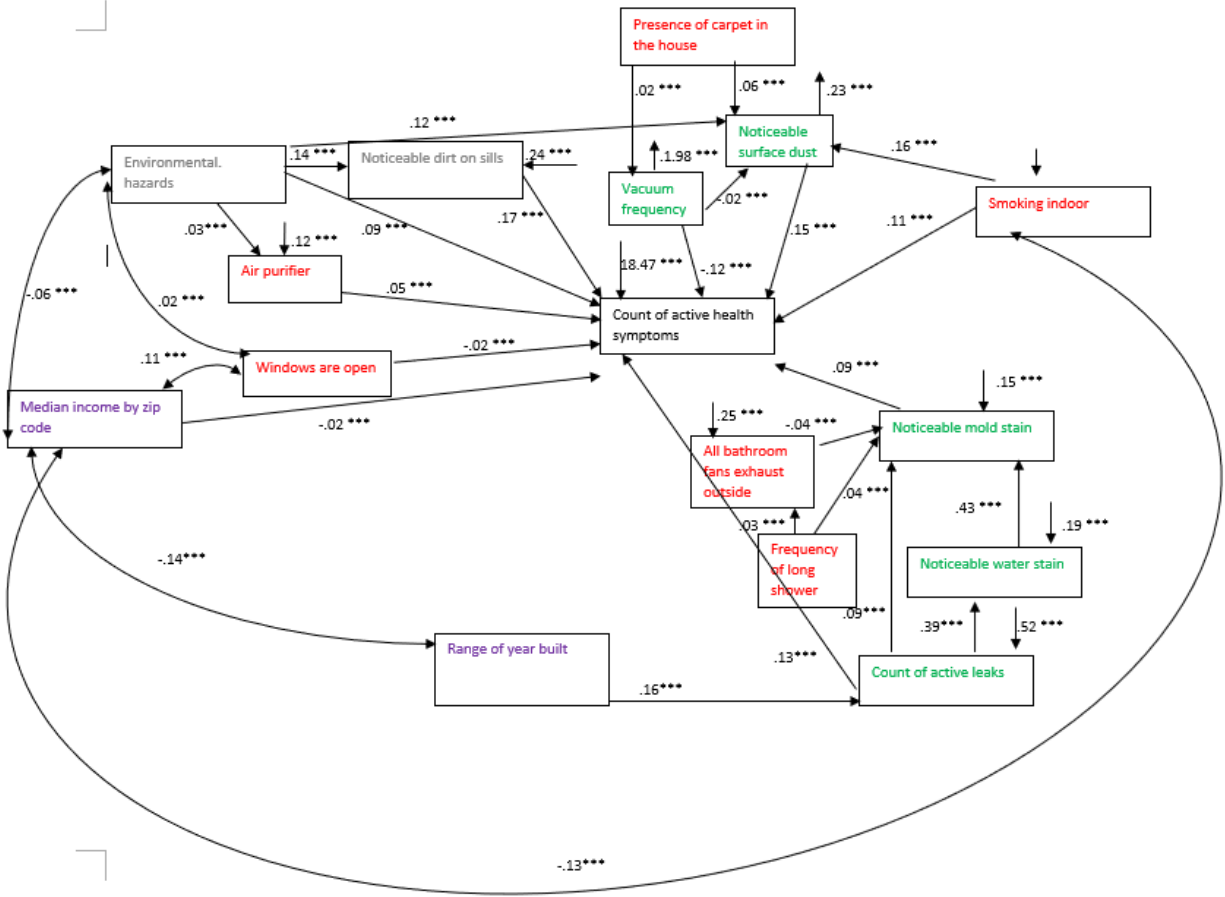 Presence of carpet in
the house
.02 ***
.06 ***
.23 ***
.12 ***
Noticeable
surface dust
Environmental.
hazards
.14 ***
Noticeable dirt on sills
.24 ***
.1.98 ***
.16 ***
Vacuum
frequency
-.02 ***
Smoking indoor
.03***
.12 ***
.09 ***
.17 ***
.15 ***
.11 ***
Air purifier
18.47 ***
-.12 ***
-.06 ***
.02 ***
.05 ***
Count of active health
symptoms
.11 ***
Windows are open
-.02 ***
.09 ***
.15 ***
Median income by zip
code
-.02 ***
.25 ***
-.04 ***
Noticeable mold stain
All bathroom
fans exhaust
outside
.04 ***
.43 ***
.03 ***
.19 ***
Frequency
of long
shower
Noticeable water stain
-.14***
.09***
.39***
.52 ***
Range of year built
.13***
Count of active leaks
.16***
-.13***